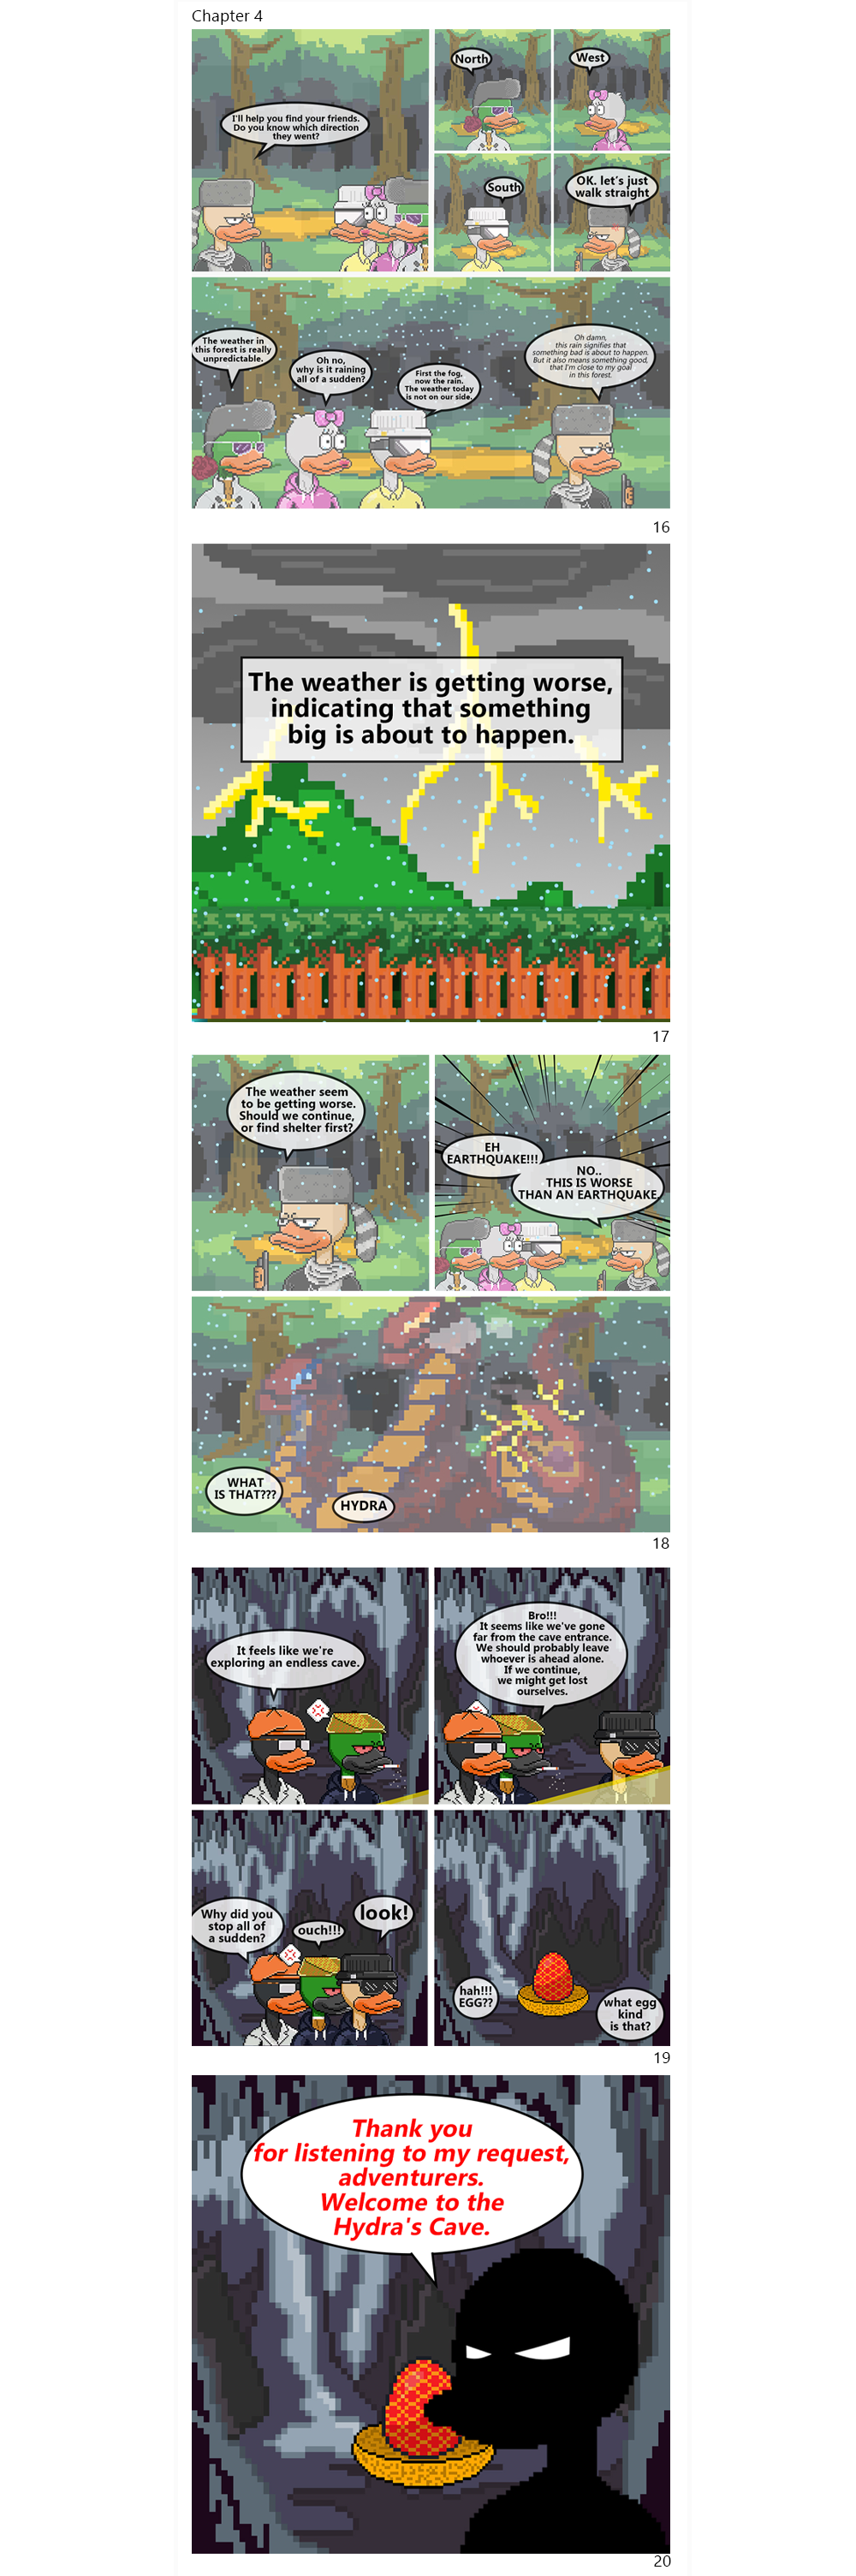 Chapter 4
I'll help you find your friends.
Do you know which direction
they went?
North
West
South
OK. let's just
walk straight
The weather in
this forest is really
unpredictable.
Oh no,
why is it raining
all of a sudden?
First the fog,
now the rain.
The weather today
is not on our side.
Oh damn,
this rain signifies that
something bad is about to happen.
But it also means something good,
that I'm close to my goal
in this forest.
16
The weather is getting worse,
indicating that something
big is about to happen.
17
The weather seem
to be getting worse.
Should we continue,
or find shelter first?
EH
EARTHQUAKE!!!
NO..
THIS IS WORSE
THAN AN EARTHQUAKE
WHAT
IS THAT???
HYDRA
18
It feels like we're
exploring an endless cave.
Bro!!!
It seems like we've gone
far from the cave entrance.
We should probably leave
whoever is ahead alone.
If we continue,
we might get lost
ourselves.
Why did you
stop all of
a sudden?
ouch!!!
look!
hah!!!
EGG??
what egg
kind
is that?
19
Thank you
for listening to my request,
adventurers.
Welcome to the
Hydra's Cave.
20